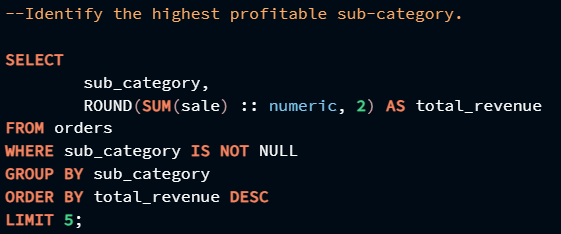 --Identify the highest profitable sub-category.
SELECT
sub_category,
ROUND(SUM(sale) :: numeric, 2) AS total_revenue
FROM orders
WHERE sub_category IS NOT NULL
GROUP BY sub_category
ORDER BY total_revenue DESC
LIMIT 5;